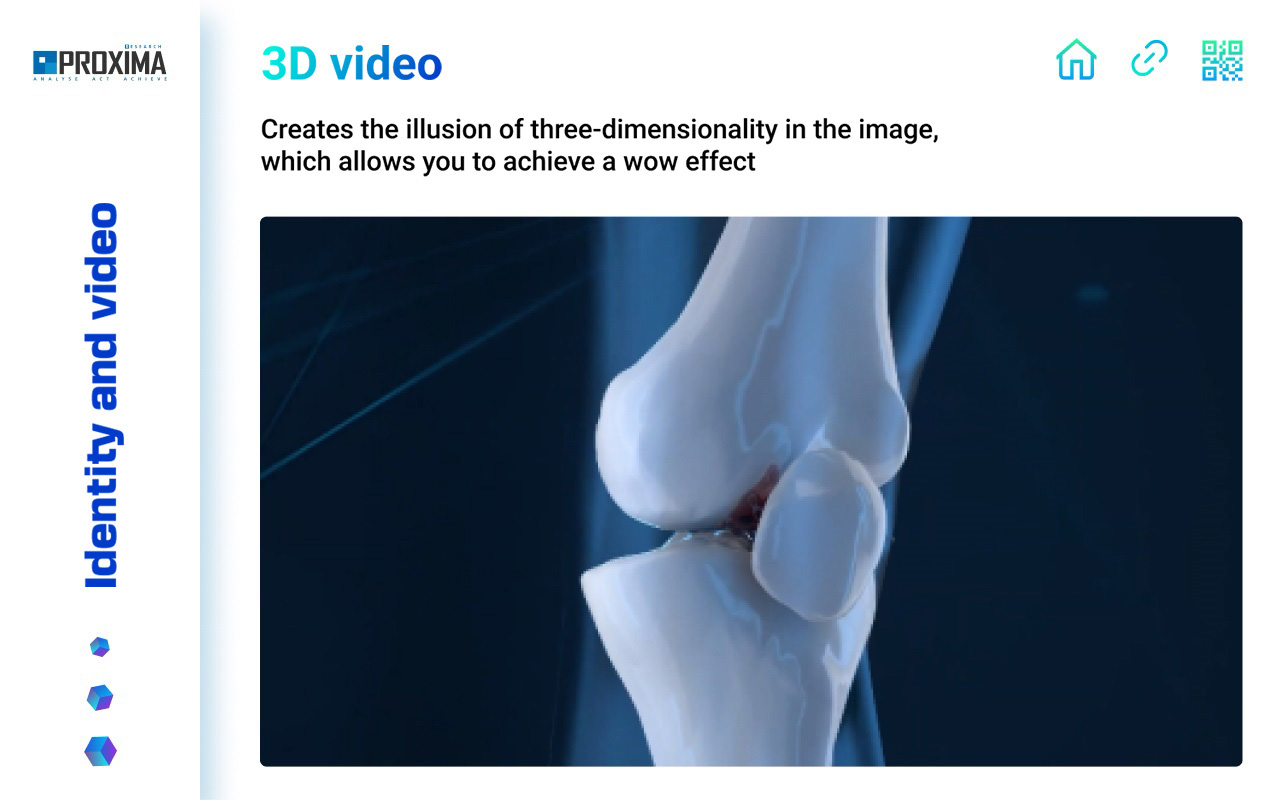 RESEARCH
PROXIMA
ANALYSE ACT ACHIEVE
Identity and video
3D video
Creates the illusion of three-dimensionality in the image,
which allows you to achieve a wow effect